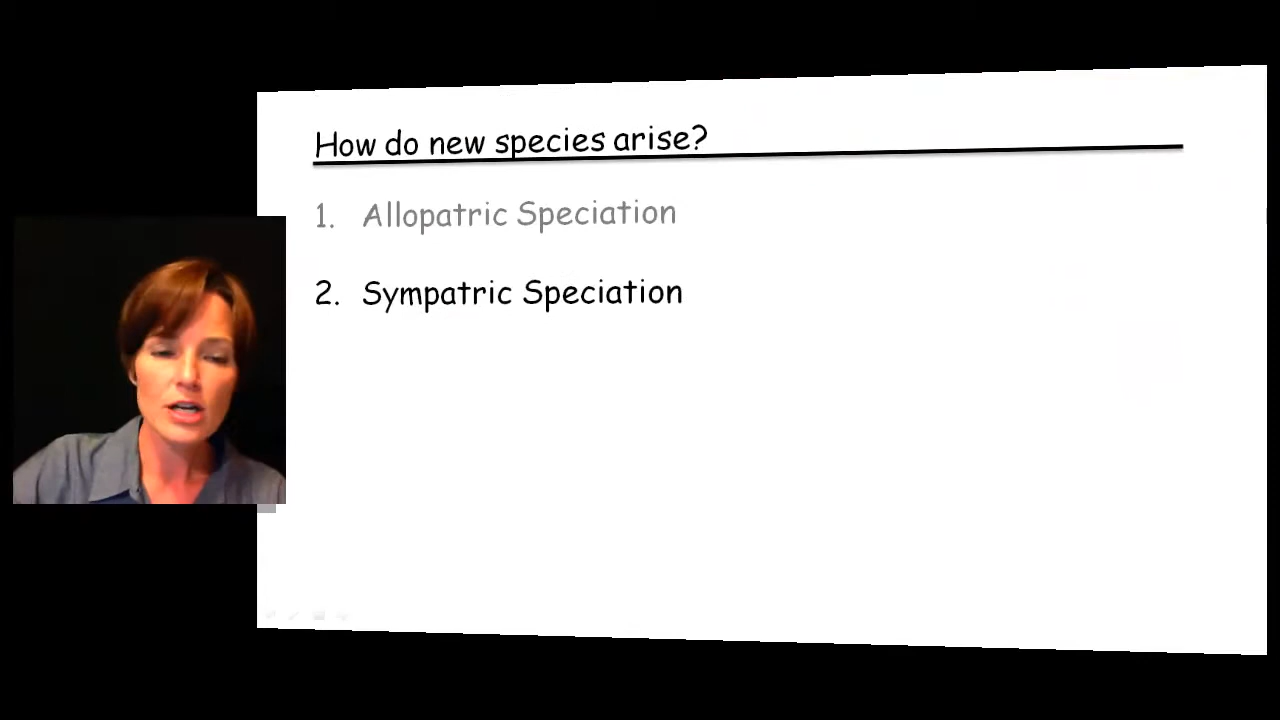 How do new species arise?
1. Allopatric Speciation
2. Sympatric Speciation